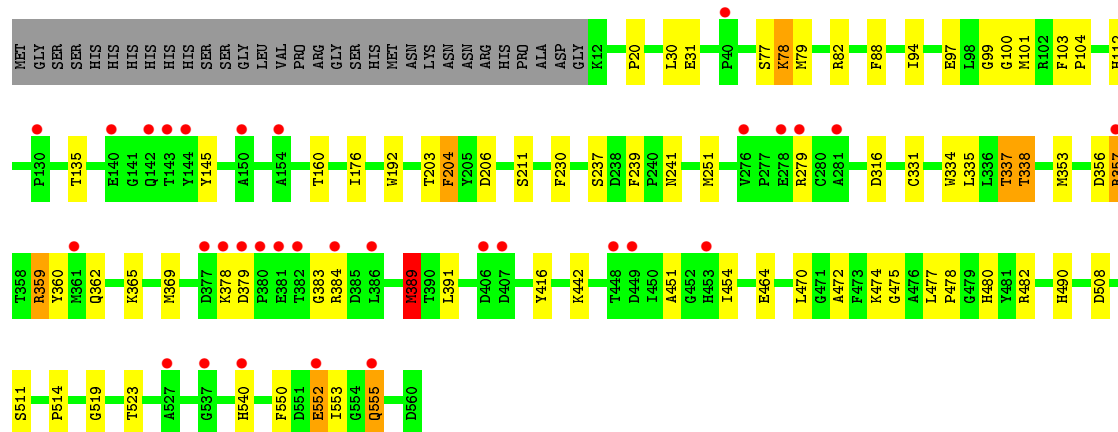 MET GLY SER SER HIS HIS HIS HIS HIS HIS SER SER GLY LEU VAL PRO ARG GLY SER HIS MET ASN LYS ASN ASN ARG HIS PRO ALA ASP GLY K12 P20 L30 E31 P40 S77 K78 M79 R82 F88 I94 E97 L98 G99 G100 M101 R102 F103 P104 H112
P130 T135 E140 G141 Q142 T143 Y144 Y145 A150 A154 T160 I176 W192 T203 F204 Y205 D206 S211 F230 S237 D238 F239 P240 N241 M251 V276 P277 E278 R279 C280 A281 D316 C331 W334 L335 L336 T337 T338 M353 D356 R357
T358 R359 Y360 M361 Q362 K365 M369 D377 K378 D379 P380 E381 T382 G383 R384 D385 L386 M389 T390 L391 D406 D407 Y416 K442 T448 D449 I450 A451 G452 H453 I454 E464 L470 G471 A472 F473 K474 G475 A476 L477 P478 G479 H480 Y481 R482 H490 D508
S511 P514 G519 T523 A527 G537 H540 F550 D551 E552 I553 G554 Q555 D560